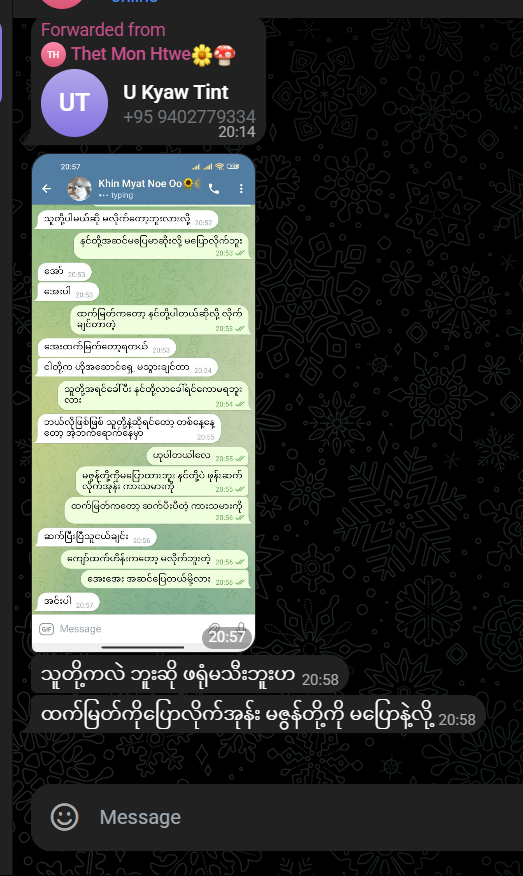 online
Forwarded from
TH Thet Mon Htwe🌼🍄
UT
U Kyaw Tint
+95 9402779334
20:14
20:57
Khin Myat Noe Oo🌼
typing
သူတို့ပါမယ်ဆို မလိုက်တော့ဘူးလားလို့ 20:52
နင်တို့အဆင်မပြေမှာဆိုးလို့ မပြောလိုက်ဘူး
20:53
အော် 20:53
အေးပါ 20:53
ထက်မြတ်ကတော့ နင်တို့ပါတယ်ဆိုလို့ လိုက်
ချင်တာတဲ့
20:53
အေးထက်မြက်တော့ရတယ် 20:53
ငါတို့က ဟိုအဆောင်ရှေ့ မသွားချင်တာ 20:54
သူတို့အရင်ခေါ်ပြီး နင်တို့လာခေါ်ရင်ကောမရဘူး
လား
20:54
ဘယ်လိုဖြစ်ဖြစ် သူတို့နဲ့ဆိုရင်တော့ တစ်နေ့နေ့
တော့ အဲ့ဘက်ရောက်နေမှာ
20:55
ဟုပါတယ်လေ 20:55
မဇွန်တို့ကိုမပြောထားဘူး နင်တို့ပဲ ဖုန်းဆက်
လိုက်အုန်း ကားသမားကို
20:55
ထက်မြတ်ကတော့ ဆက်ပီးပီတဲ့ ကားသမားကို
20:56
ဆက်ပြီးပြီသူငယ်ချင်း 20:56
ကျော်ထက်ဟိန်းကတော့ မလိုက်ဘူးတဲ့ 20:56
အေးအေး အဆင်ပြေတယ်မို့လား 20:56
အင်းပါ 20:57
GIF Message
20:57
သူတို့ကလဲ ဘူးဆို ဖရုံမသီးဘူးဟ 20:58
ထက်မြတ်ကိုပြောလိုက်အုန်း မဇွန်တို့ကို မပြောနဲ့လို့ 20:58
Message